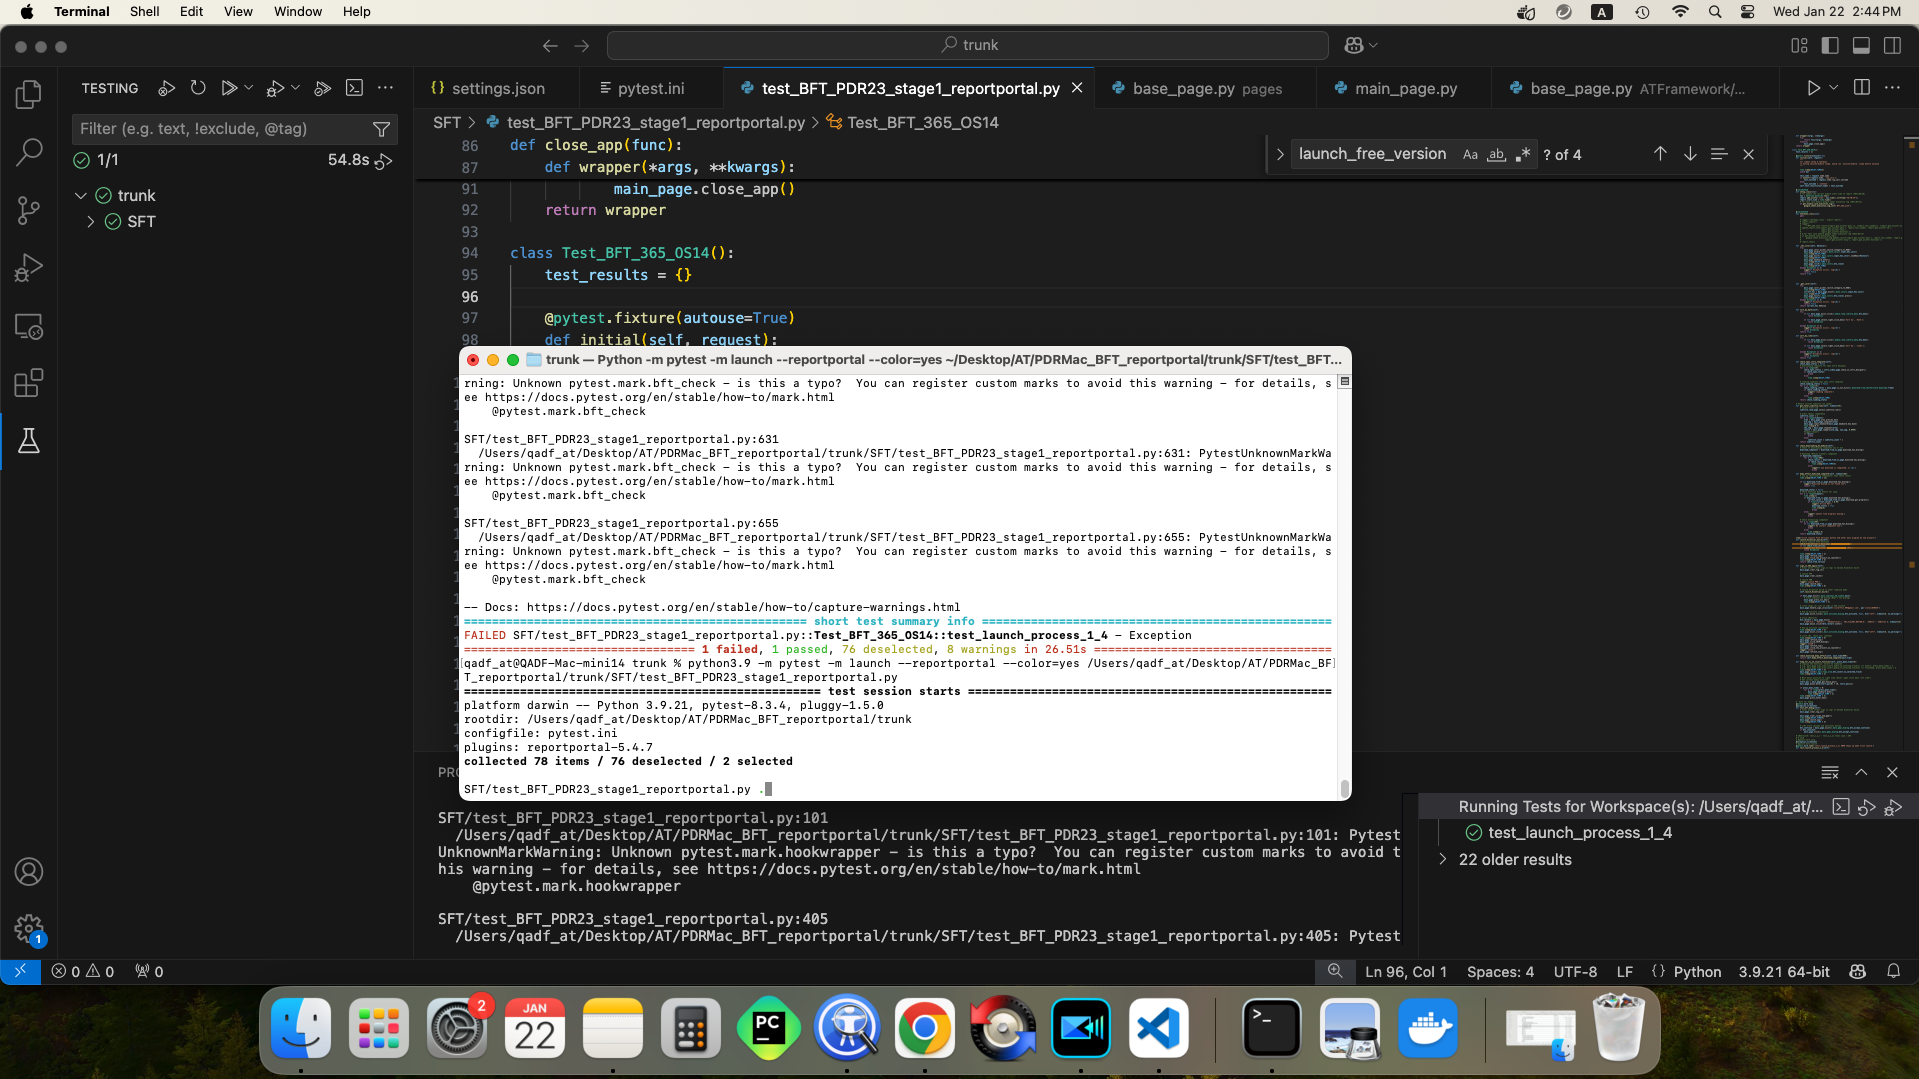 Terminal Shell Edit View Window Help
A
Wed Jan 22 2:44 PM
trunk
TESTING
settings.json
pytest.ini
test_BFT_PDR23_stage1_reportportal.py
base_page.py pages
main_page.py
base_page.py ATFramework/...
Filter (e.g. text, !exclude, @tag)
1/1
54.8s
trunk
SFT
SFT > test_BFT_PDR23_stage1_reportportal.py > Test_BFT_365_OS14
launch_free_version
Aa ab .*
? of 4
86 def close_app(func):
87 def wrapper(*args, **kwargs):
91 main_page.close_app()
92 return wrapper
93
94 class Test_BFT_365_OS14():
95 test_results = {}
96
97 @pytest.fixture(autouse=True)
98 def initial(self, request):
trunk — Python -m pytest -m launch --reportportal --color=yes ~/Desktop/AT/PDRMac_BFT_reportportal/trunk/SFT/test_BFT...
rning: Unknown pytest.mark.bft_check - is this a typo?  You can register custom marks to avoid this warning - for details, s
ee https://docs.pytest.org/en/stable/how-to/mark.html
@pytest.mark.bft_check
SFT/test_BFT_PDR23_stage1_reportportal.py:631
/Users/qadf_at/Desktop/AT/PDRMac_BFT_reportportal/trunk/SFT/test_BFT_PDR23_stage1_reportportal.py:631: PytestUnknownMarkWa
rning: Unknown pytest.mark.bft_check - is this a typo?  You can register custom marks to avoid this warning - for details, s
ee https://docs.pytest.org/en/stable/how-to/mark.html
@pytest.mark.bft_check
SFT/test_BFT_PDR23_stage1_reportportal.py:655
/Users/qadf_at/Desktop/AT/PDRMac_BFT_reportportal/trunk/SFT/test_BFT_PDR23_stage1_reportportal.py:655: PytestUnknownMarkWa
rning: Unknown pytest.mark.bft_check - is this a typo?  You can register custom marks to avoid this warning - for details, s
ee https://docs.pytest.org/en/stable/how-to/mark.html
@pytest.mark.bft_check
-- Docs: https://docs.pytest.org/en/stable/how-to/capture-warnings.html
================================================= short test summary info ==================================================
FAILED SFT/test_BFT_PDR23_stage1_reportportal.py::Test_BFT_365_OS14::test_launch_process_1_4 - Exception
================================= 1 failed, 1 passed, 76 deselected, 8 warnings in 26.51s ==================================
[qadf_at@QADF-Mac-mini14 trunk % python3.9 -m pytest -m launch --reportportal --color=yes /Users/qadf_at/Desktop/AT/PDRMac_BF]
T_reportportal/trunk/SFT/test_BFT_PDR23_stage1_reportportal.py
=================================================== test session starts ====================================================
platform darwin -- Python 3.9.21, pytest-8.3.4, pluggy-1.5.0
rootdir: /Users/qadf_at/Desktop/AT/PDRMac_BFT_reportportal/trunk
configfile: pytest.ini
plugins: reportportal-5.4.7
collected 78 items / 76 deselected / 2 selected
SFT/test_BFT_PDR23_stage1_reportportal.py .
SFT/test_BFT_PDR23_stage1_reportportal.py:101
/Users/qadf_at/Desktop/AT/PDRMac_BFT_reportportal/trunk/SFT/test_BFT_PDR23_stage1_reportportal.py:101: Pytest
UnknownMarkWarning: Unknown pytest.mark.hookwrapper - is this a typo?  You can register custom marks to avoid t
his warning - for details, see https://docs.pytest.org/en/stable/how-to/mark.html
@pytest.mark.hookwrapper
SFT/test_BFT_PDR23_stage1_reportportal.py:405
/Users/qadf_at/Desktop/AT/PDRMac_BFT_reportportal/trunk/SFT/test_BFT_PDR23_stage1_reportportal.py:405: Pytest
Running Tests for Workspace(s): /Users/qadf_at/...
test_launch_process_1_4
22 older results
1
0 0 0
Ln 96, Col 1 Spaces: 4 UTF-8 LF {} Python 3.9.21 64-bit
2
JAN
22
PC
>_